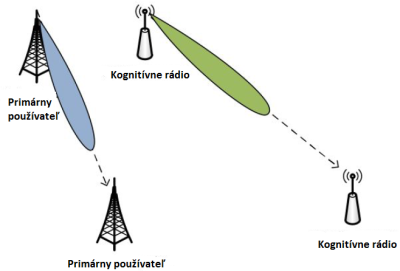 Kognitívne rádio
Primárny
používateľ
Kognitívne rádio
Primárny používateľ